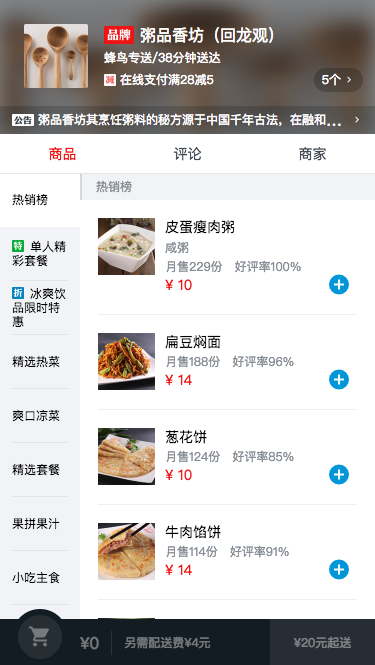 品牌 粥品香坊（回龙观）
蜂鸟专送/38分钟送达
减 在线支付满28减5
5个 >
公告 粥品香坊其烹饪粥料的秘方源于中国千年古法，在融和... >
商品 评论 商家
热销榜
特 单人精
彩套餐
折 冰爽饮
品限时特
惠
精选热菜
爽口凉菜
精选套餐
果拼果汁
小吃主食
热销榜
皮蛋瘦肉粥
咸粥
月售229份 好评率100%
¥ 10
扁豆焖面
月售188份 好评率96%
¥ 14
葱花饼
月售124份 好评率85%
¥ 10
牛肉馅饼
月售114份 好评率91%
¥ 14
¥0 另需配送费¥4元 ¥20元起送